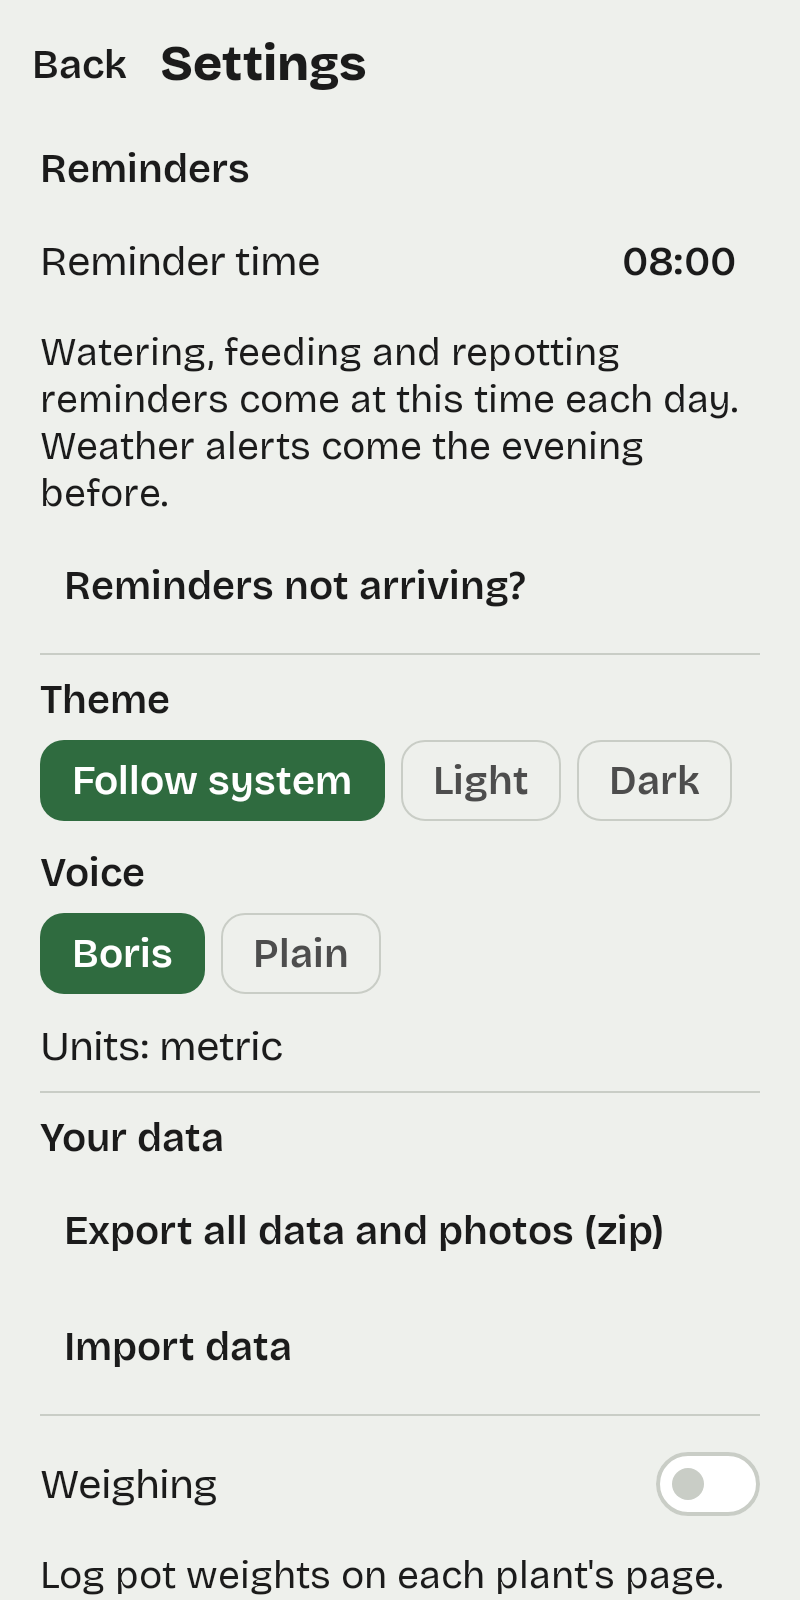 Back Settings
Reminders
Reminder time 08:00
Watering, feeding and repotting
reminders come at this time each day.
Weather alerts come the evening
before.
Reminders not arriving?
Theme
Follow system Light Dark
Voice
Boris Plain
Units: metric
Your data
Export all data and photos (zip)
Import data
Weighing
Log pot weights on each plant's page.